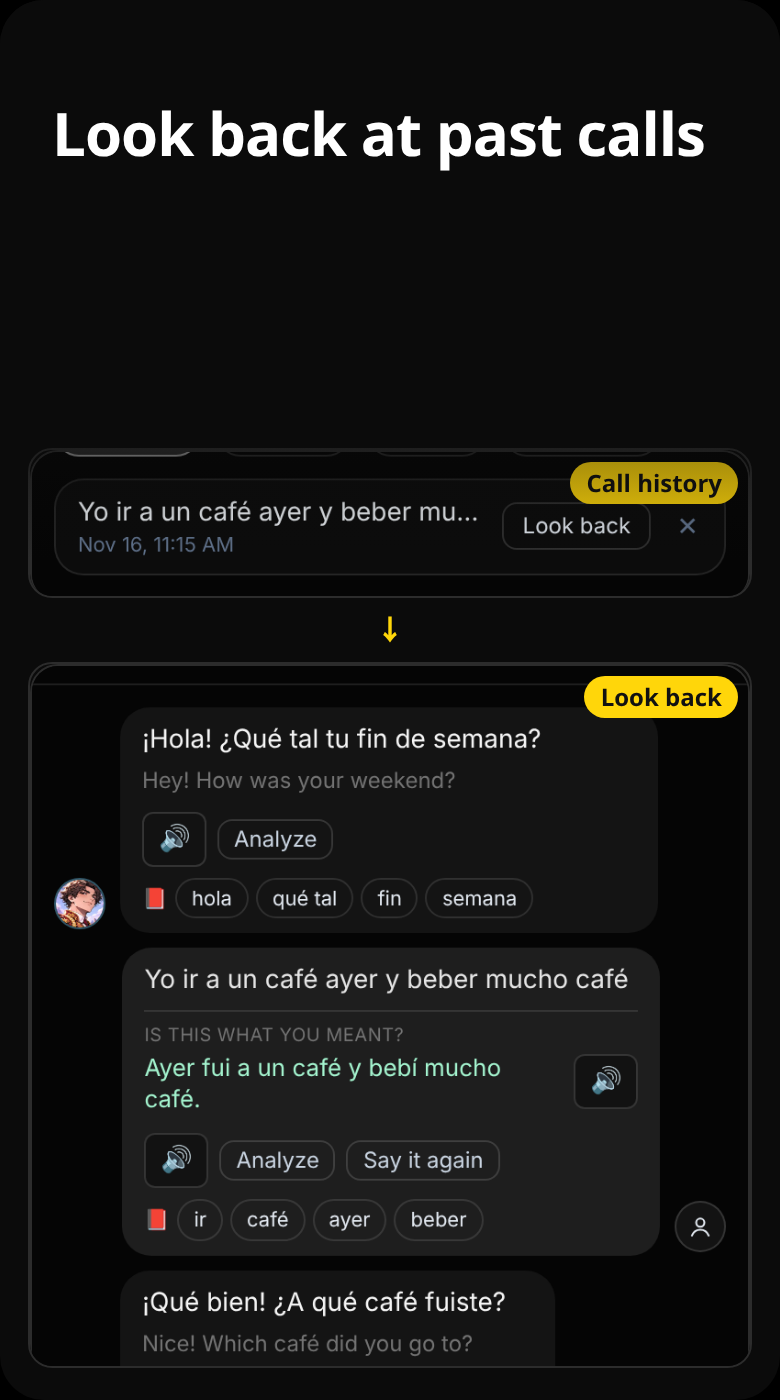 Look back at past calls
Call history
Yo ir a un café ayer y beber mu...
Look back
✕
Nov 16, 11:15 AM
↓
Look back
¡Hola! ¿Qué tal tu fin de semana?
Hey! How was your weekend?
Analyze
hola
qué tal
fin
semana
Yo ir a un café ayer y beber mucho café
IS THIS WHAT YOU MEANT?
Ayer fui a un café y bebí mucho
café.
Analyze
Say it again
ir
café
ayer
beber
¡Qué bien! ¿A qué café fuiste?
Nice! Which café did you go to?